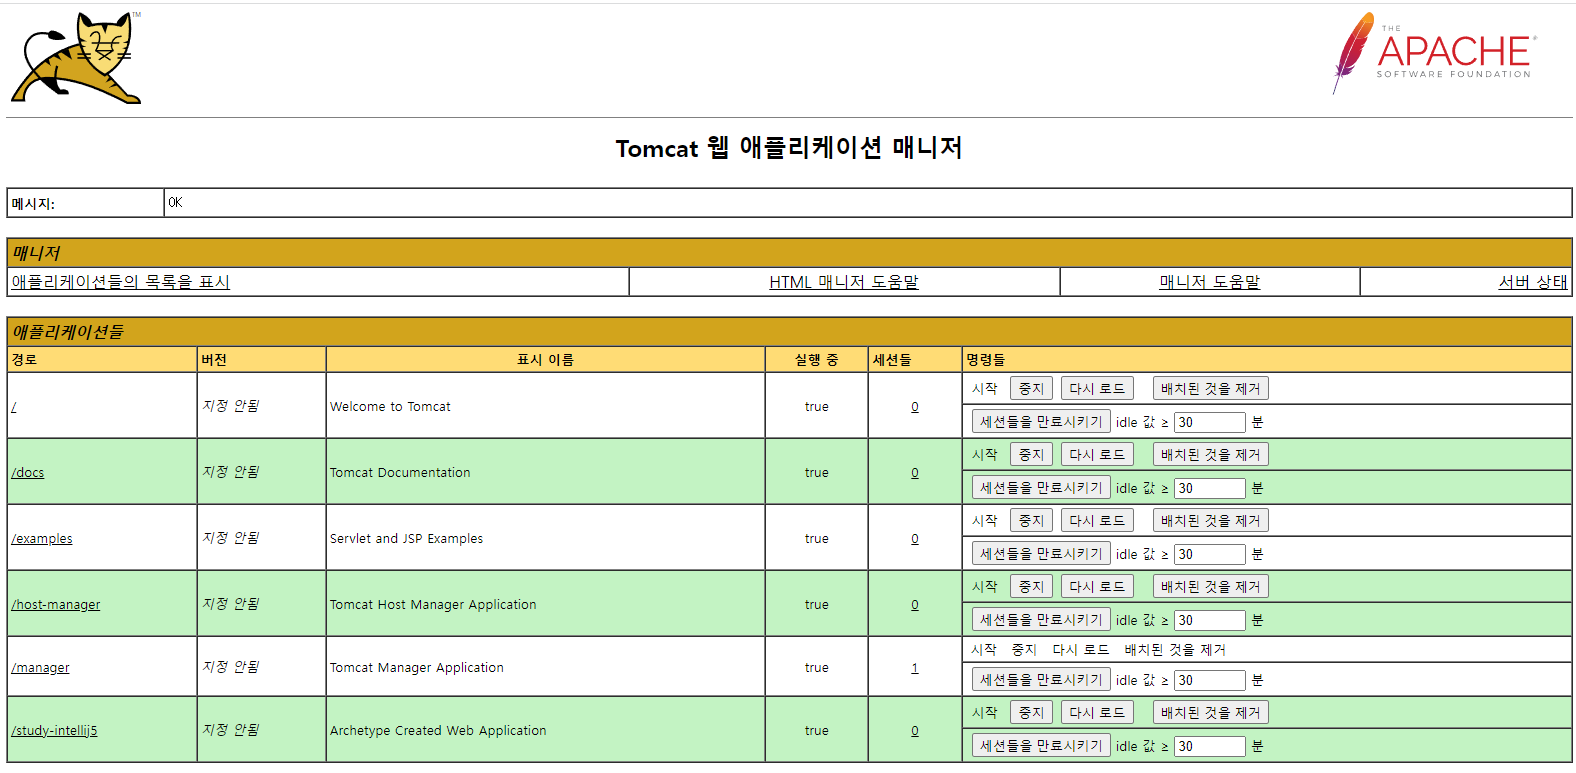 TM
THE
APACHE®
SOFTWARE FOUNDATION
Tomcat 웹 애플리케이션 매니저
메시지: OK
매니저
애플리케이션들의 목록을 표시 HTML 매니저 도움말 매니저 도움말 서버 상태
애플리케이션들
경로 버전 표시 이름 실행 중 세션들 명령들
시작 중지 다시 로드 배치된 것을 제거
/ 지정 안됨 Welcome to Tomcat true 0
세션들을 만료시키기 idle 값 ≥ 30 분
시작 중지 다시 로드 배치된 것을 제거
/docs 지정 안됨 Tomcat Documentation true 0
세션들을 만료시키기 idle 값 ≥ 30 분
시작 중지 다시 로드 배치된 것을 제거
/examples 지정 안됨 Servlet and JSP Examples true 0
세션들을 만료시키기 idle 값 ≥ 30 분
시작 중지 다시 로드 배치된 것을 제거
/host-manager 지정 안됨 Tomcat Host Manager Application true 0
세션들을 만료시키기 idle 값 ≥ 30 분
시작 중지 다시 로드 배치된 것을 제거
/manager 지정 안됨 Tomcat Manager Application true 1
세션들을 만료시키기 idle 값 ≥ 30 분
시작 중지 다시 로드 배치된 것을 제거
/study-intellij5 지정 안됨 Archetype Created Web Application true 0
세션들을 만료시키기 idle 값 ≥ 30 분